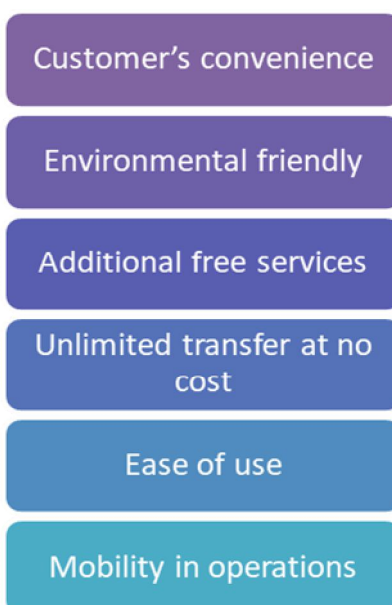 Customer’s convenience
Environmental friendly
Additional free services
Unlimited transfer at no
cost
Ease of use
Mobility in operations